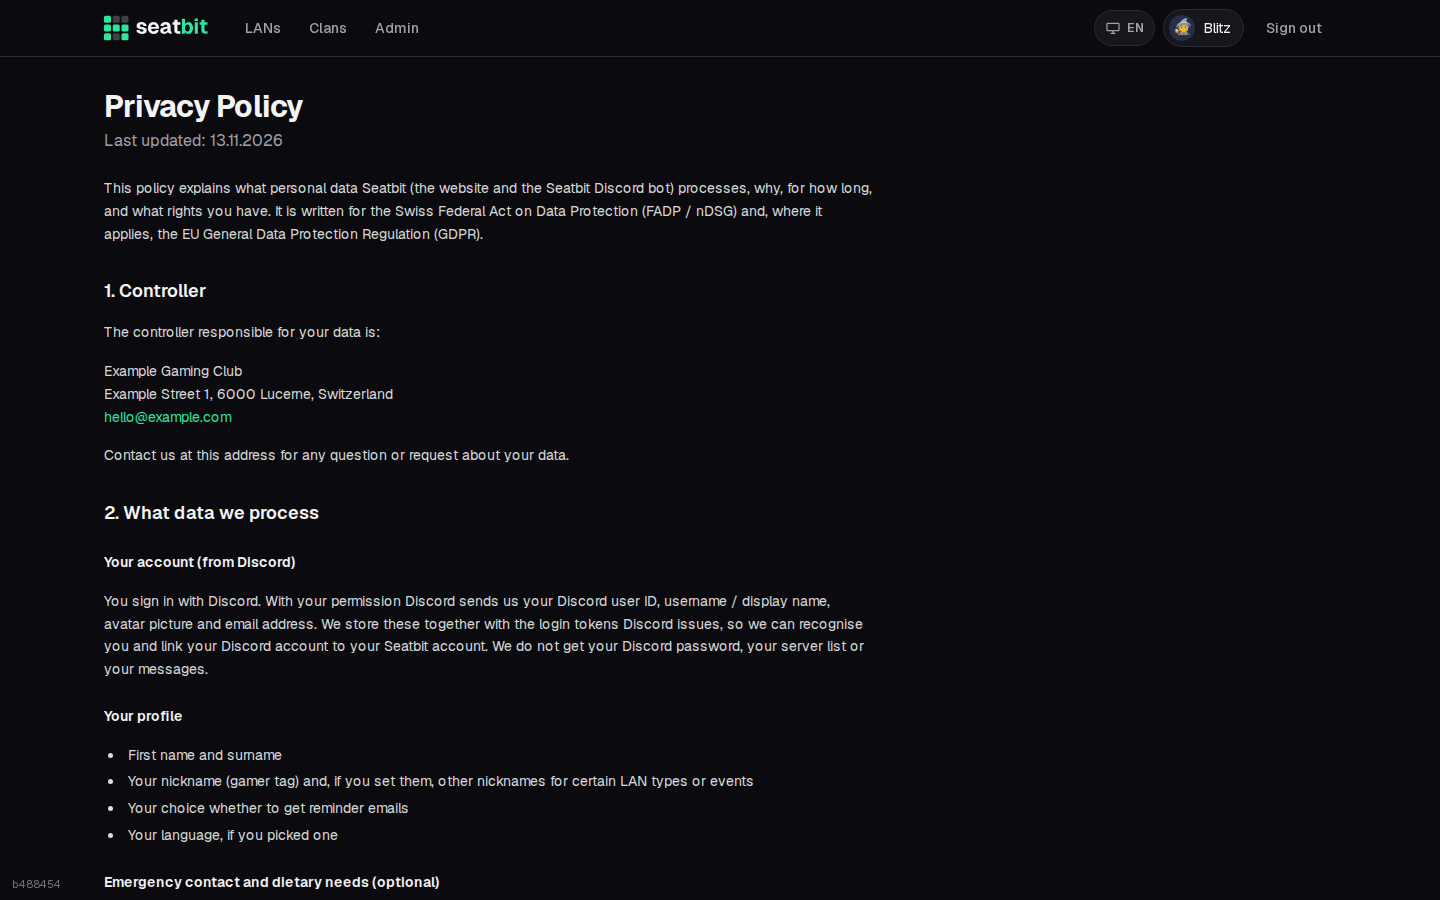 seatbit
LANs
Clans
Admin
EN
Blitz
Sign out
Privacy Policy
Last updated: 13.11.2026
This policy explains what personal data Seatbit (the website and the Seatbit Discord bot) processes, why, for how long,
and what rights you have. It is written for the Swiss Federal Act on Data Protection (FADP / nDSG) and, where it
applies, the EU General Data Protection Regulation (GDPR).
1. Controller
The controller responsible for your data is:
Example Gaming Club
Example Street 1, 6000 Lucerne, Switzerland
hello@example.com
Contact us at this address for any question or request about your data.
2. What data we process
Your account (from Discord)
You sign in with Discord. With your permission Discord sends us your Discord user ID, username / display name,
avatar picture and email address. We store these together with the login tokens Discord issues, so we can recognise
you and link your Discord account to your Seatbit account. We do not get your Discord password, your server list or
your messages.
Your profile
• First name and surname
• Your nickname (gamer tag) and, if you set them, other nicknames for certain LAN types or events
• Your choice whether to get reminder emails
• Your language, if you picked one
Emergency contact and dietary needs (optional)
b488454